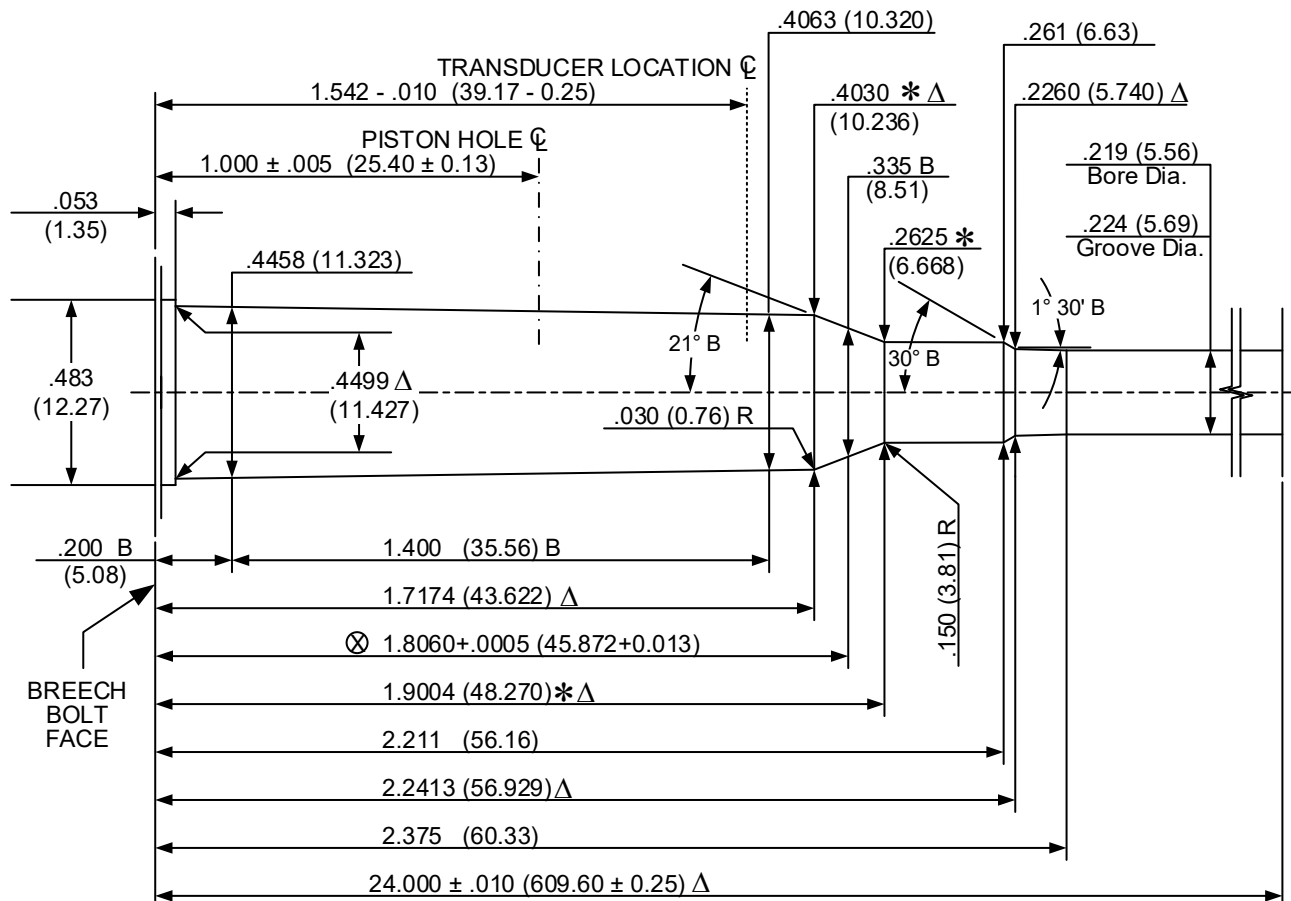 .4063 (10.320)
.261 (6.63)
TRANSDUCER LOCATION ℄
1.542 - .010 (39.17 - 0.25)
.4030 * Δ
(10.236)
.2260 (5.740) Δ
PISTON HOLE ℄
1.000 ± .005 (25.40 ± 0.13)
.335 B
(8.51)
.219 (5.56)
Bore Dia.
.053
(1.35)
.224 (5.69)
Groove Dia.
.2625 *
(6.668)
.4458 (11.323)
1° 30' B
21° B
30° B
.483
(12.27)
.4499 Δ
(11.427)
.030 (0.76) R
.150 (3.81) R
.200 B
(5.08)
1.400 (35.56) B
1.7174 (43.622) Δ
⊗ 1.8060+.0005 (45.872+0.013)
BREECH
BOLT
FACE
1.9004 (48.270)* Δ
2.211 (56.16)
2.2413 (56.929) Δ
2.375 (60.33)
24.000 ± .010 (609.60 ± 0.25) Δ